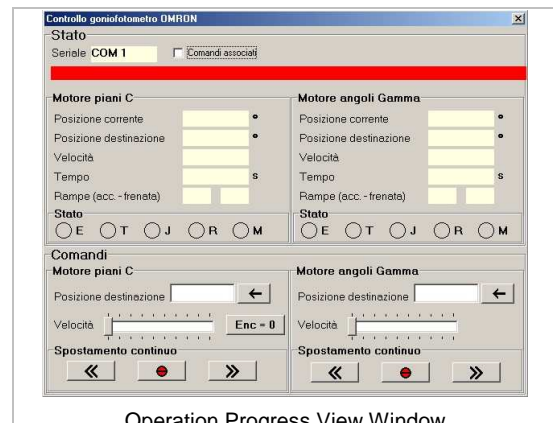 Controllo goniofotometro OMRON
Stato
Seriale COM 1 Comandi associati
Motore piani C
Posizione corrente °
Posizione destinazione °
Velocità
Tempo s
Rampe (acc. - frenata)
Stato
E T J R M
Motore angoli Gamma
Posizione corrente °
Posizione destinazione °
Velocità
Tempo s
Rampe (acc. - frenata)
Stato
E T J R M
Comandi
Motore piani C
Posizione destinazione
Velocità Enc = 0
Spostamento continuo
Motore angoli Gamma
Posizione destinazione
Velocità
Spostamento continuo
Operation Progress View Window